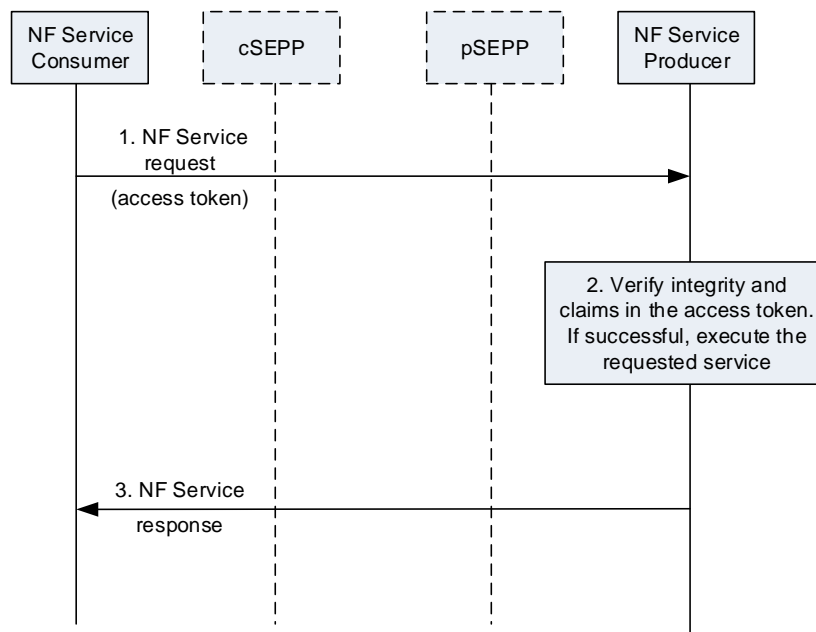 NF Service
Consumer
cSEPP
pSEPP
NF Service
Producer
1. NF Service
request
(access token)
2. Verify integrity and
claims in the access token.
If successful, execute the
requested service
3. NF Service
response